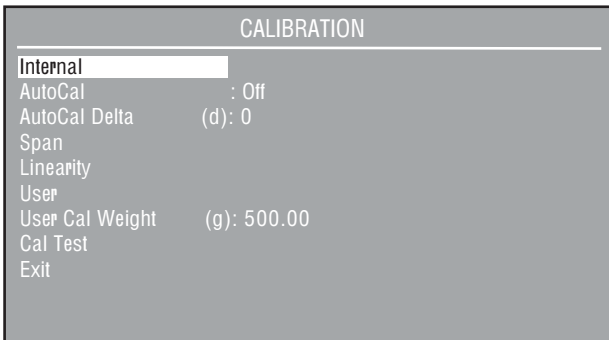 CALIBRATION
Internal
AutoCal : Off
AutoCal Delta (d): 0
Span
Linearity
User
User Cal Weight (g): 500.00
Cal Test
Exit